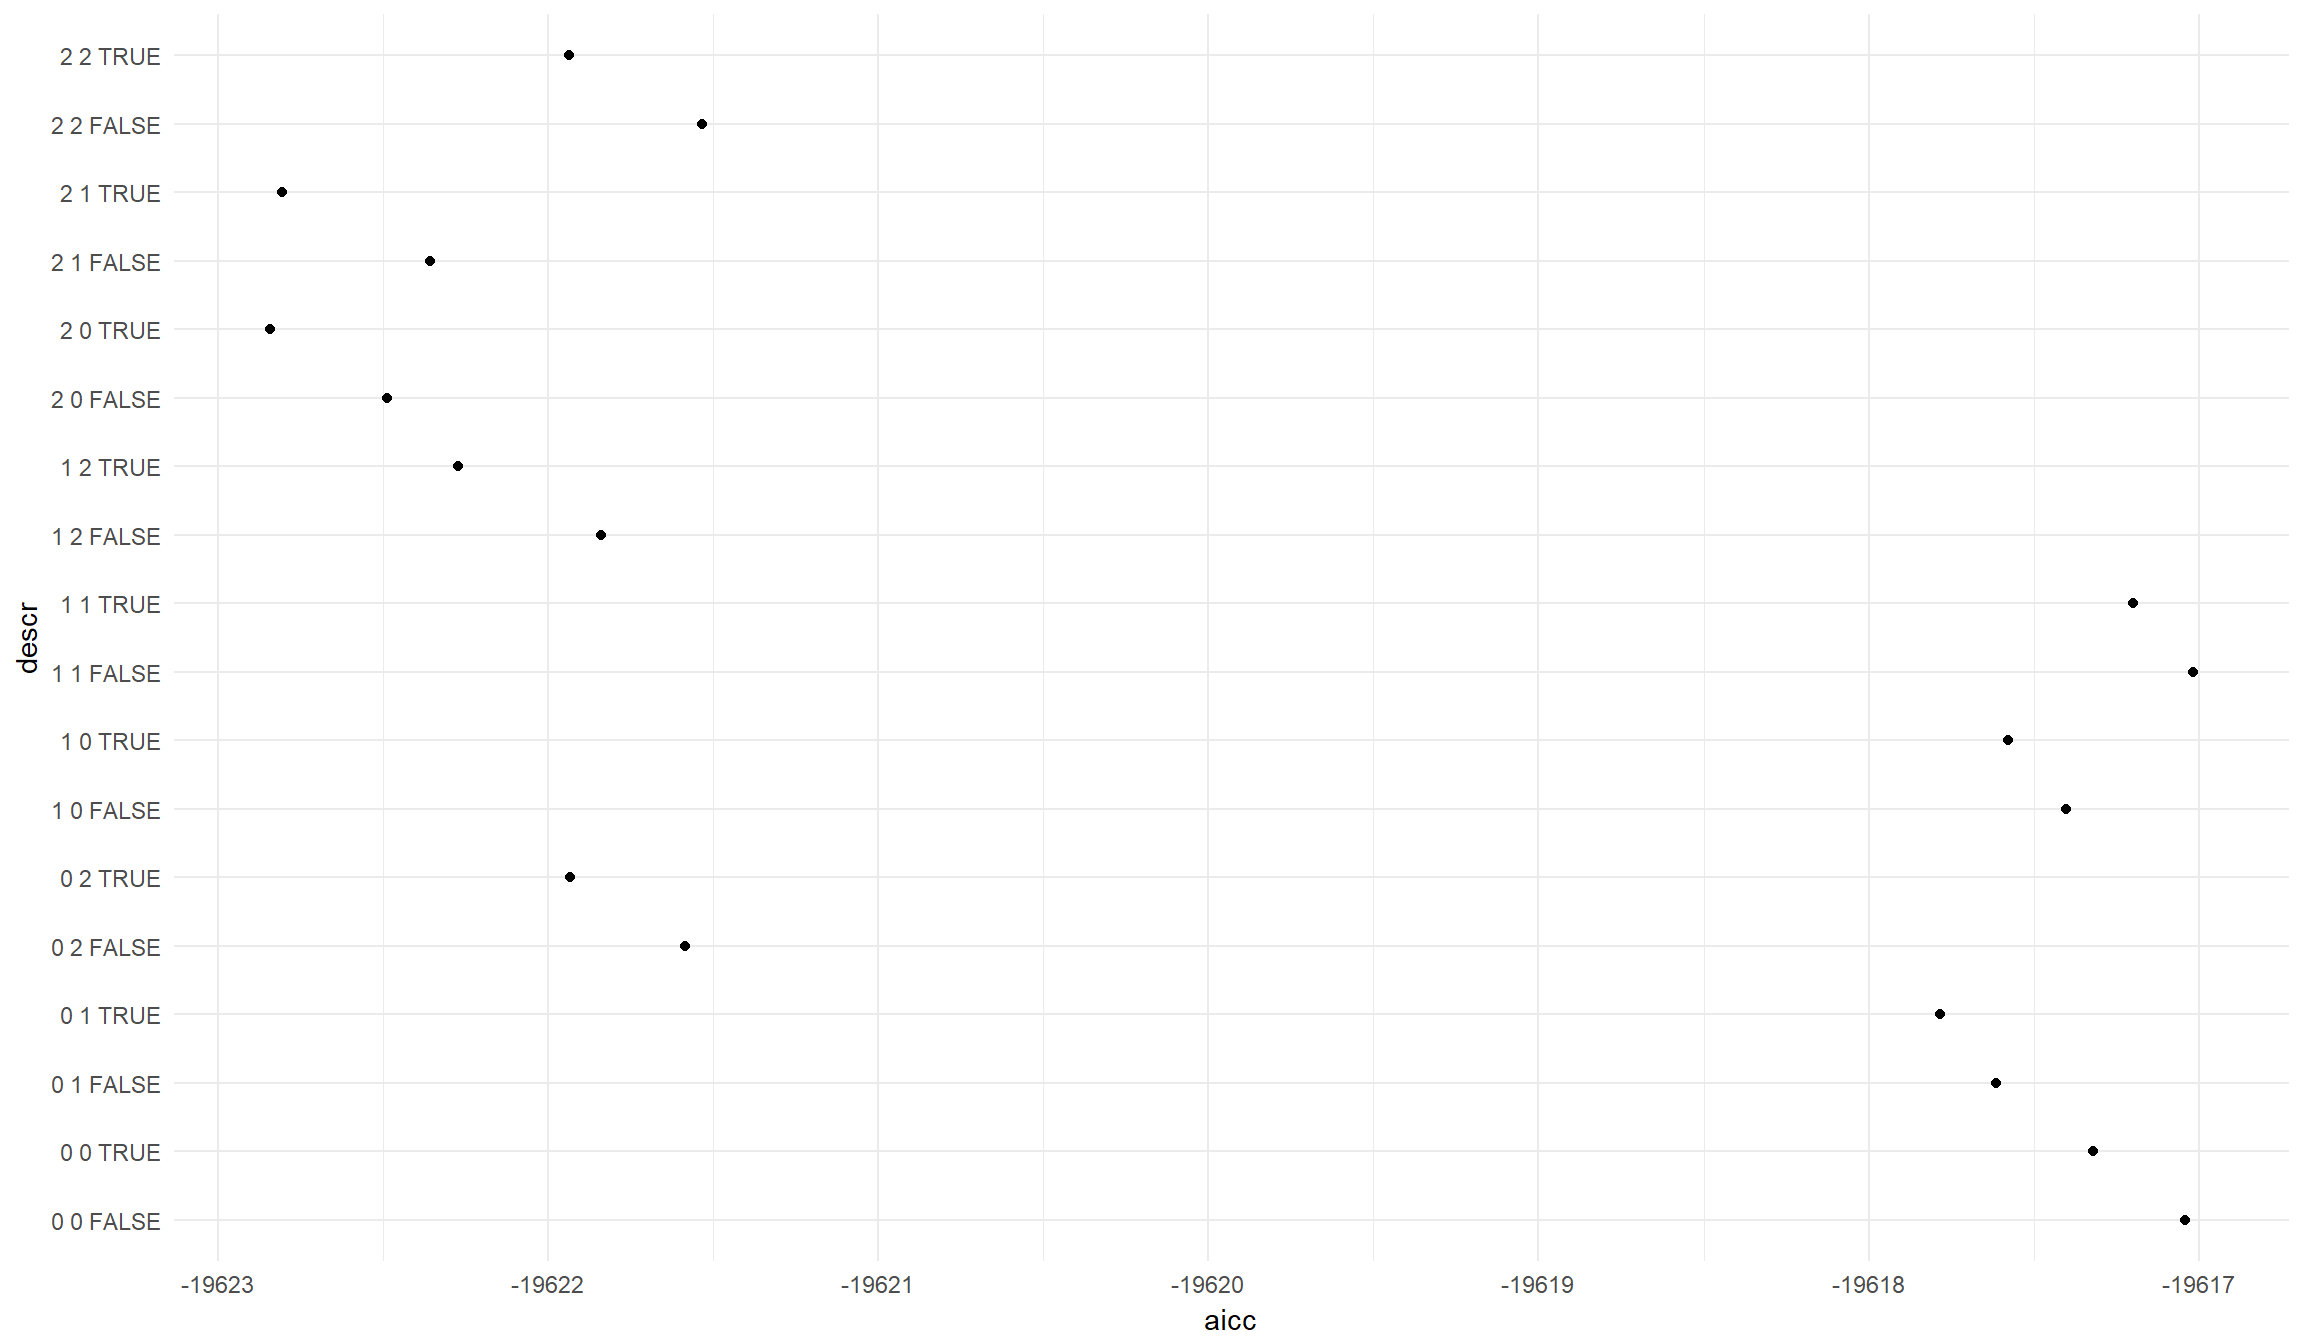 2 2 TRUE
2 2 FALSE
2 1 TRUE
2 1 FALSE
2 0 TRUE
2 0 FALSE
1 2 TRUE
1 2 FALSE
1 1 TRUE
1 1 FALSE
1 0 TRUE
1 0 FALSE
0 2 TRUE
0 2 FALSE
0 1 TRUE
0 1 FALSE
0 0 TRUE
0 0 FALSE
descr
-19623 -19622 -19621 -19620 -19619 -19618 -19617
aicc